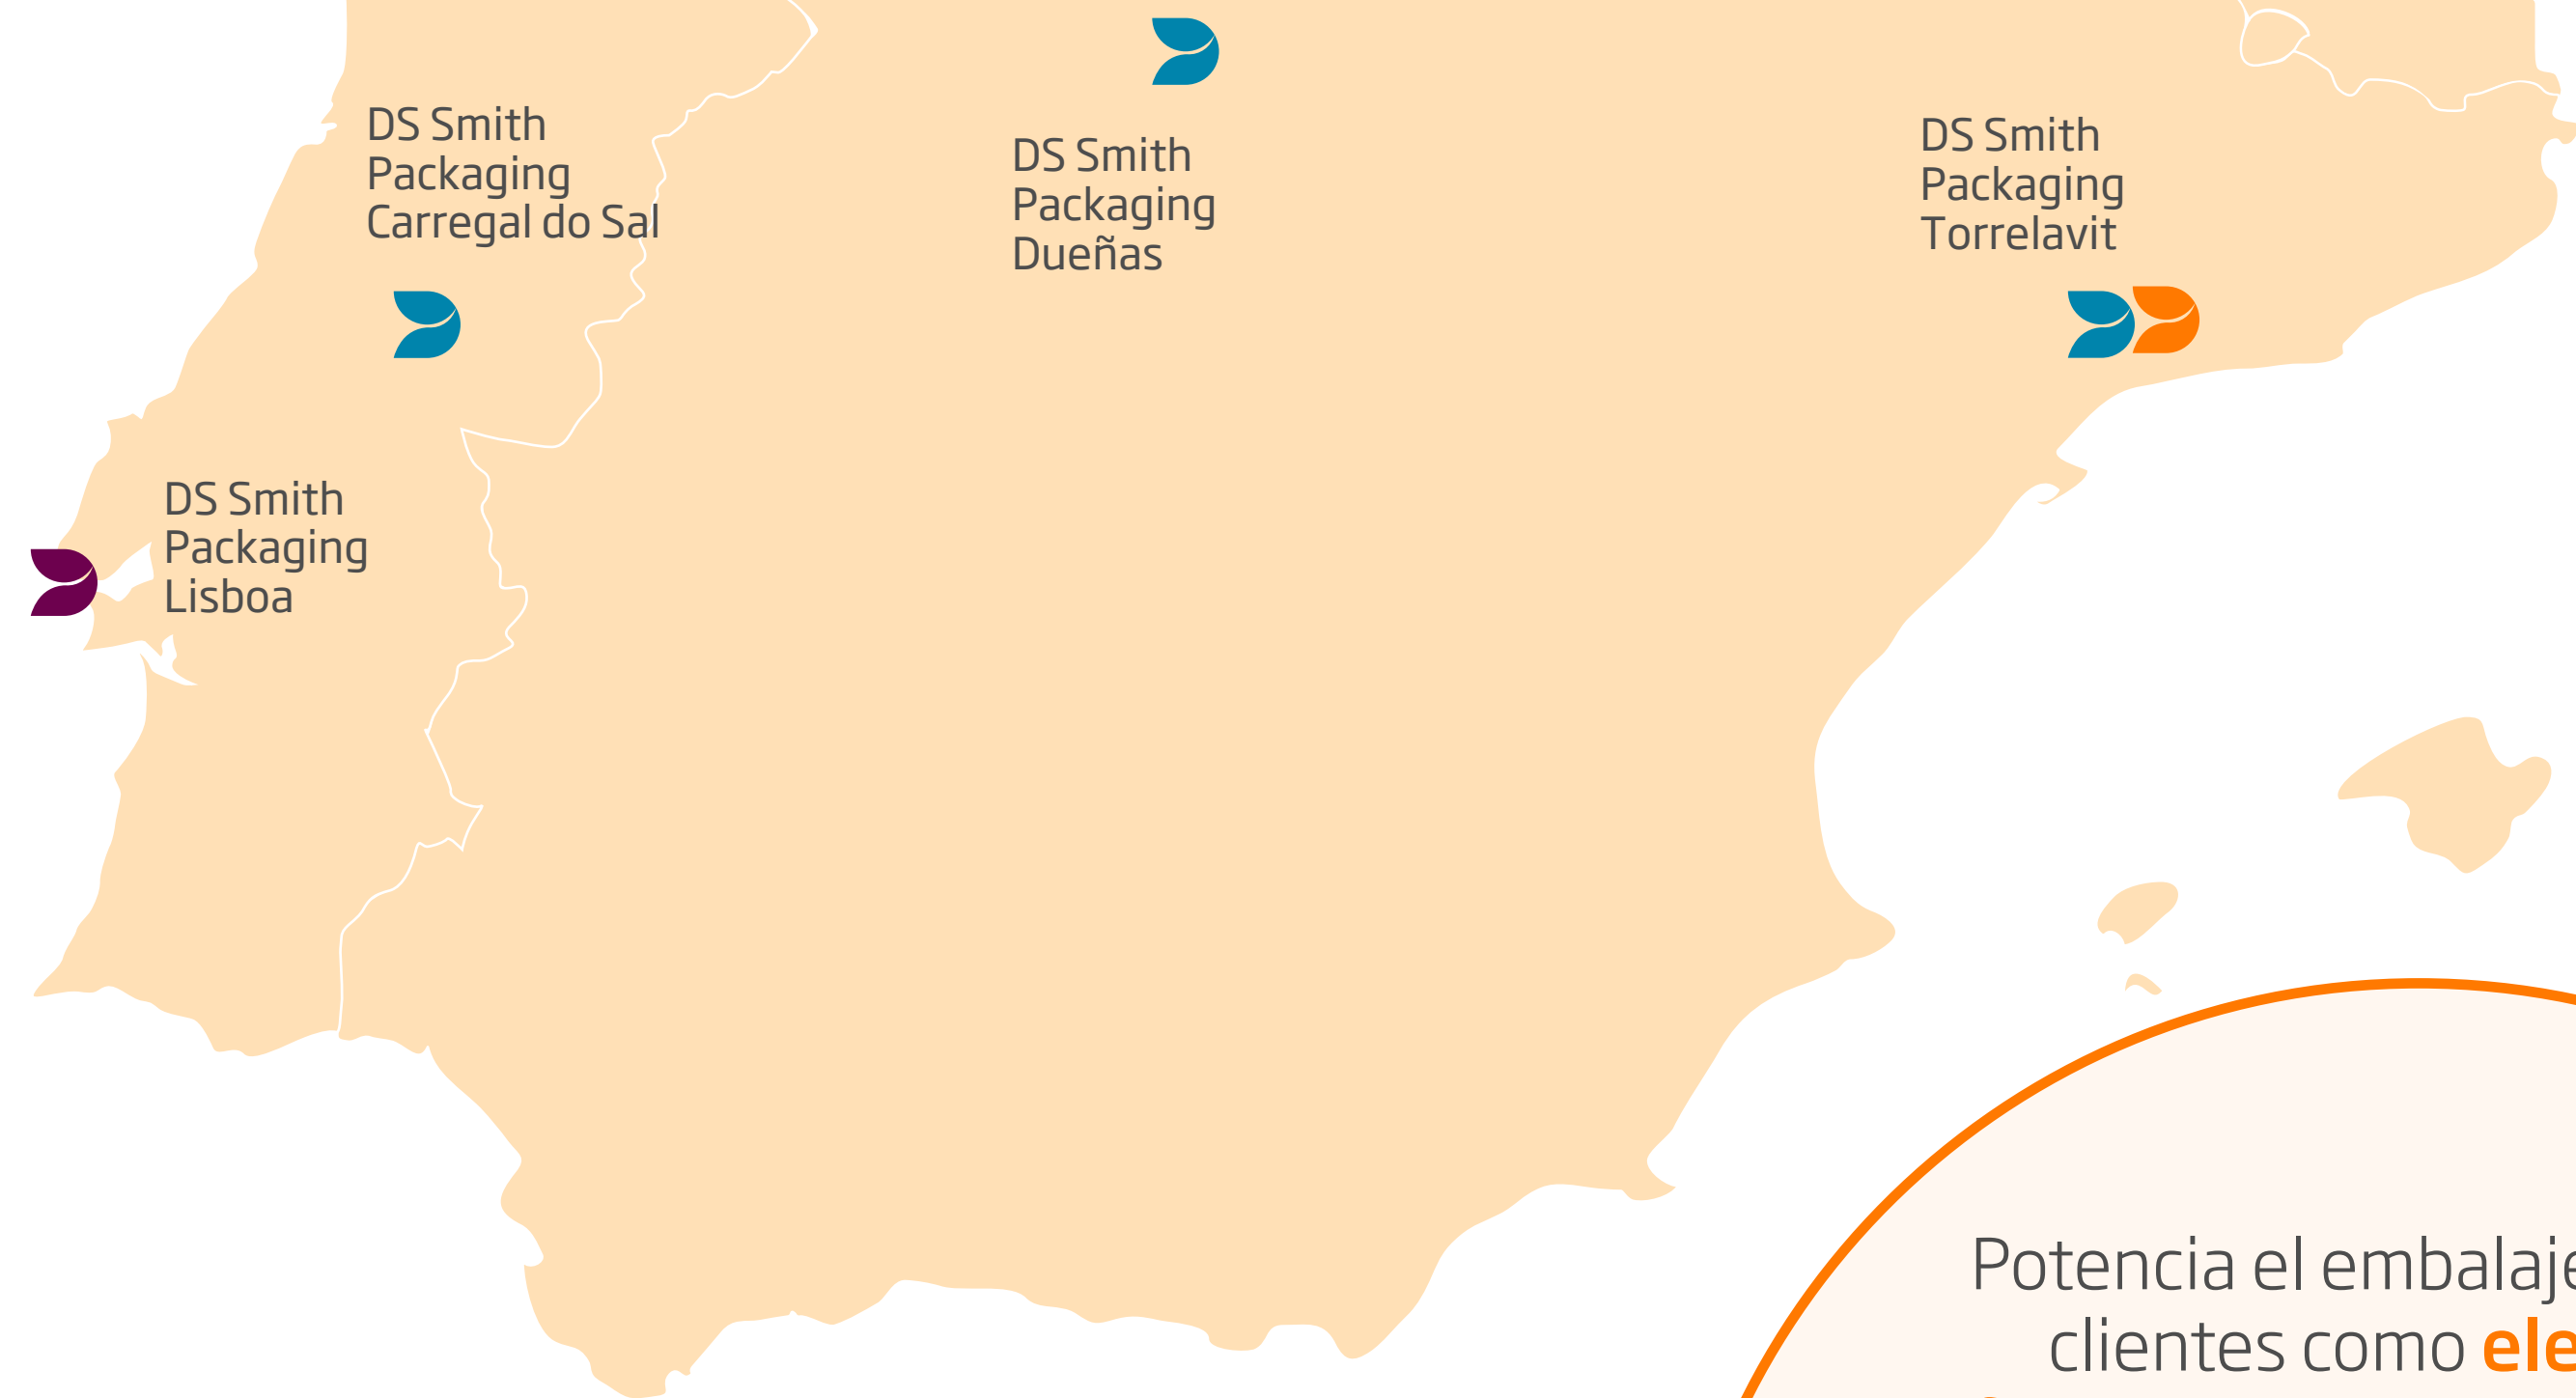 DS Smith
Packaging
Carregal do Sal
DS Smith
Packaging
Dueñas
DS Smith
Packaging
Torrelavit
DS Smith
Packaging
Lisboa
Potencia el embalaje
clientes como